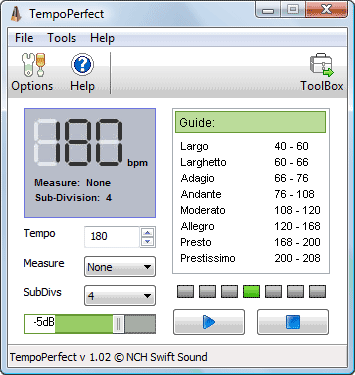 TempoPerfect
File Tools Help
Options Help ToolBox
180 bpm
Measure: None
Sub-Division: 4
Guide:
Largo 40 - 60
Larghetto 60 - 66
Adagio 66 - 76
Andante 76 - 108
Moderato 108 - 120
Allegro 120 - 168
Presto 168 - 200
Prestissimo 200 - 208
Tempo 180
Measure None
SubDivs 4
-5dB
TempoPerfect v 1.02 © NCH Swift Sound